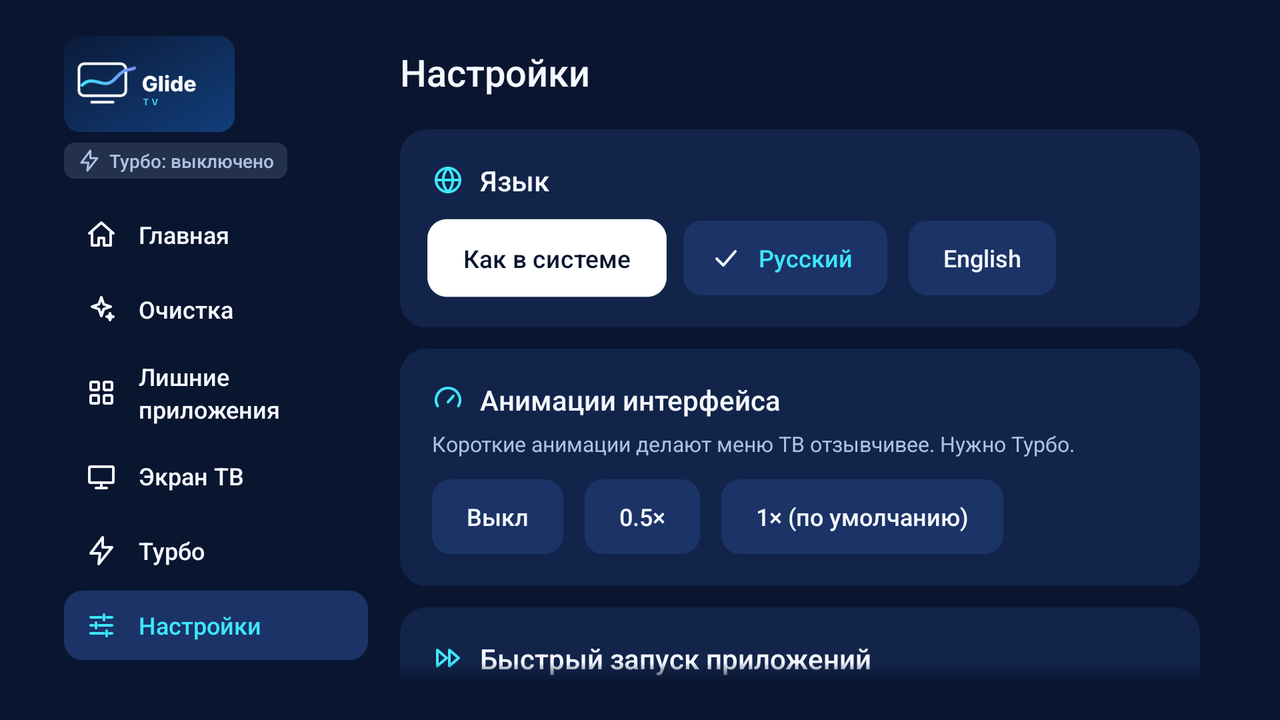 Glide
TV
Турбо: выключено
Главная
Очистка
Лишние
приложения
Экран ТВ
Турбо
Настройки
Настройки
Язык
Как в системе
Русский
English
Анимации интерфейса
Короткие анимации делают меню ТВ отзывчивее. Нужно Турбо.
Выкл
0.5×
1× (по умолчанию)
Быстрый запуск приложений